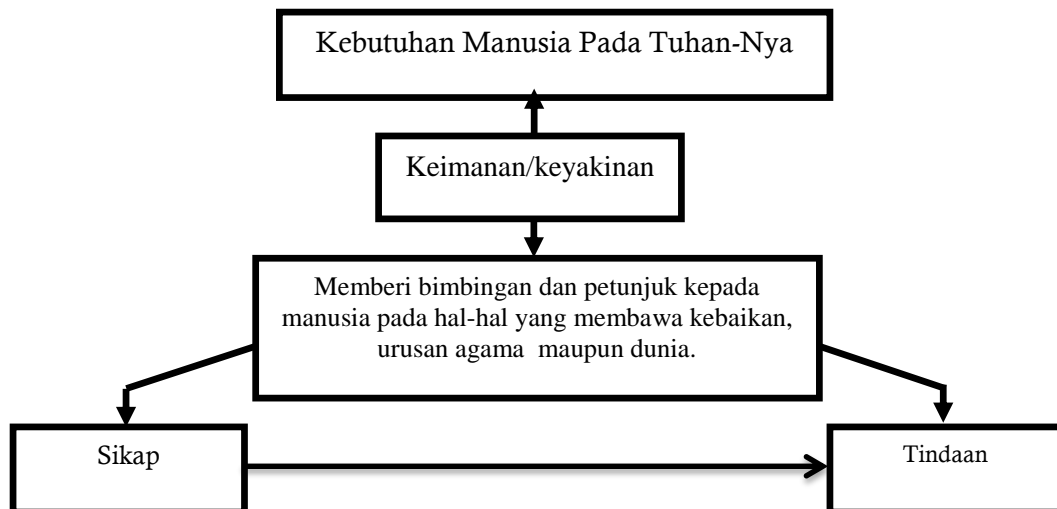 Kebutuhan Manusia Pada Tuhan-Nya
Keimanan/keyakinan
Memberi bimbingan dan petunjuk kepada
manusia pada hal-hal yang membawa kebaikan,
urusan agama maupun dunia.
Sikap
Tindaan